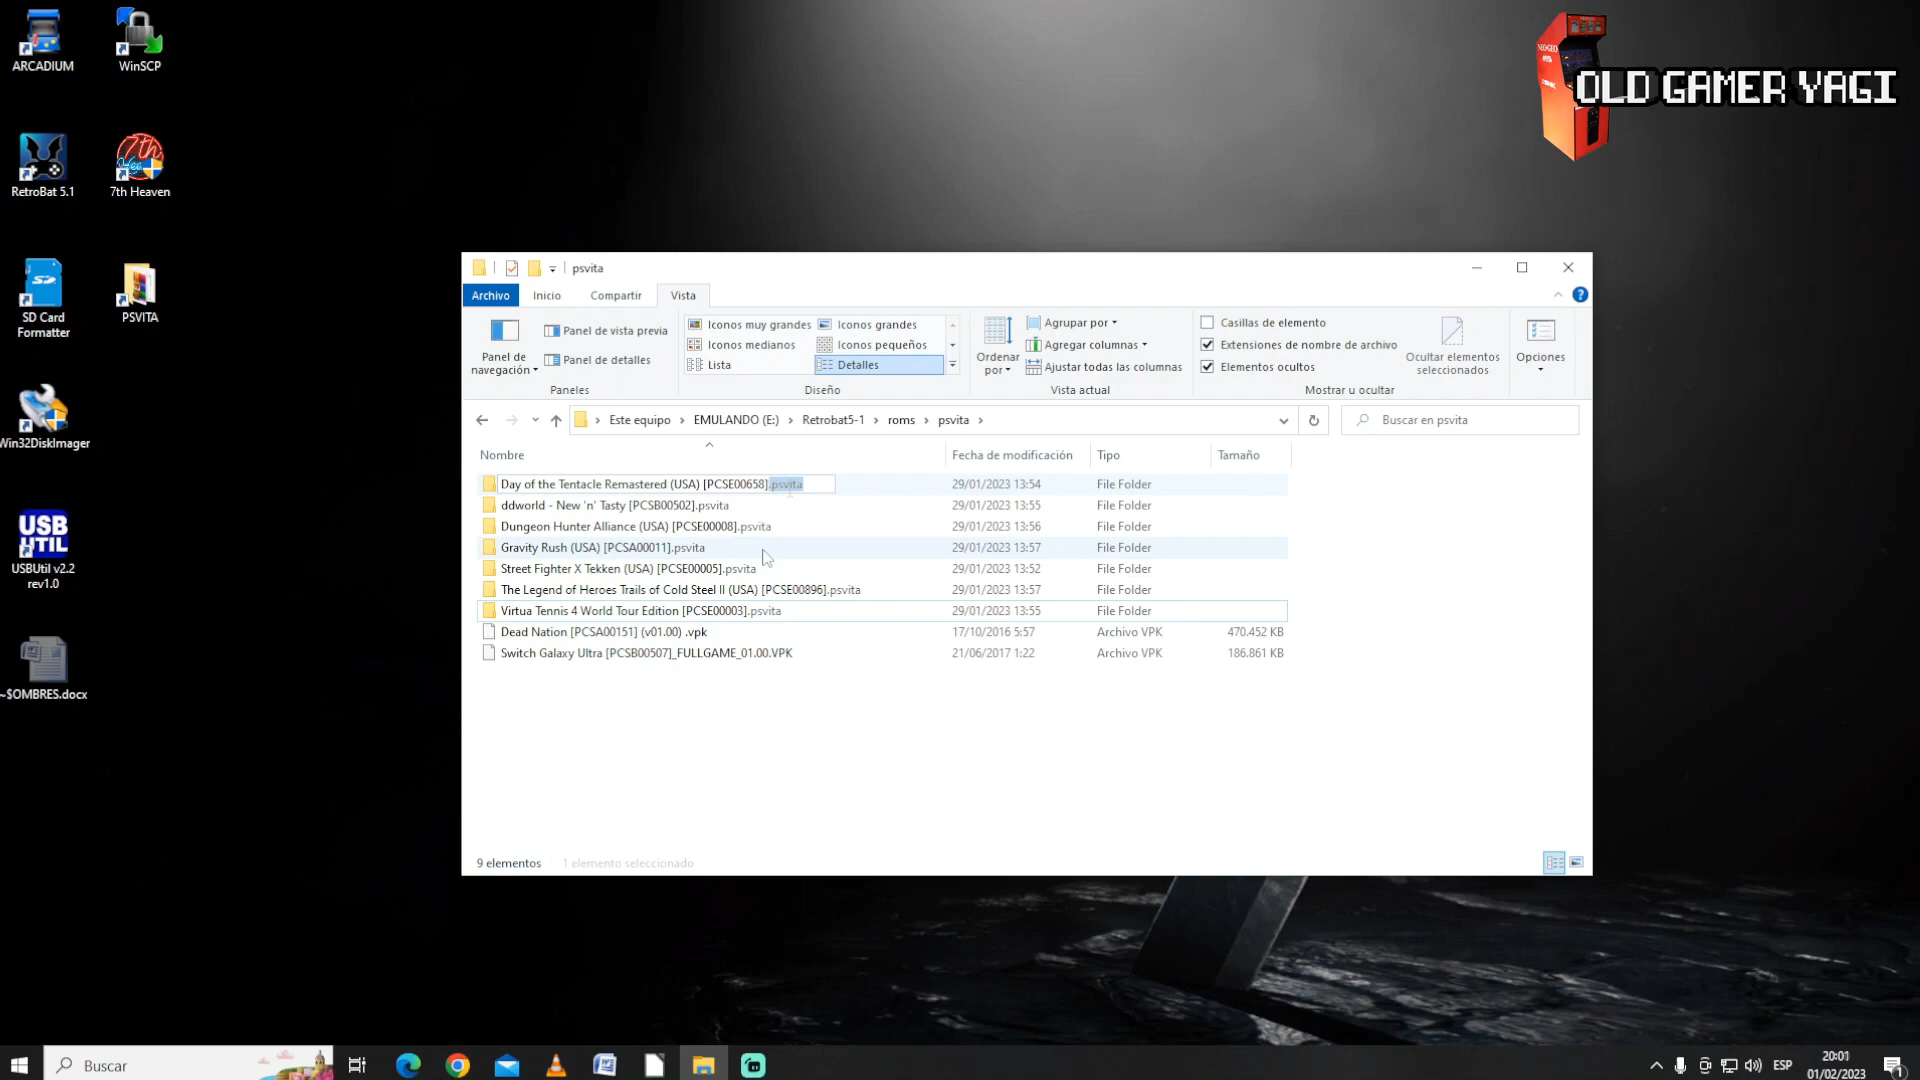 ARCADIUM
WinSCP
RetroBat 5.1
7th Heaven
SD Card
Formatter
PSVITA
Win32DiskImager
USBUtil v2.2
rev1.0
~$OMBRES.docx
OLD GAMER YAGI
psvita
Archivo
Inicio
Compartir
Vista
Panel de
navegación
Panel de vista previa
Panel de detalles
Paneles
Iconos muy grandes
Iconos grandes
Iconos medianos
Iconos pequeños
Lista
Detalles
Diseño
Ordenar
por
Agrupar por
Agregar columnas
Ajustar todas las columnas
Vista actual
Casillas de elemento
Extensiones de nombre de archivo
Elementos ocultos
Ocultar elementos
seleccionados
Mostrar u ocultar
Opciones
Este equipo > EMULANDO (E:) > Retrobat5-1 > roms > psvita >
Buscar en psvita
Nombre Fecha de modificación Tipo Tamaño
Day of the Tentacle Remastered (USA) [PCSE00658].psvita 29/01/2023 13:54 File Folder
ddworld - New 'n' Tasty [PCSB00502].psvita 29/01/2023 13:55 File Folder
Dungeon Hunter Alliance (USA) [PCSE00008].psvita 29/01/2023 13:56 File Folder
Gravity Rush (USA) [PCSA00011].psvita 29/01/2023 13:57 File Folder
Street Fighter X Tekken (USA) [PCSE00005].psvita 29/01/2023 13:52 File Folder
The Legend of Heroes Trails of Cold Steel II (USA) [PCSE00896].psvita 29/01/2023 13:57 File Folder
Virtua Tennis 4 World Tour Edition [PCSE00003].psvita 29/01/2023 13:55 File Folder
Dead Nation [PCSA00151] (v01.00) .vpk 17/10/2016 5:57 Archivo VPK 470.452 KB
Switch Galaxy Ultra [PCSB00507]_FULLGAME_01.00.VPK 21/06/2017 1:22 Archivo VPK 186.861 KB
9 elementos 1 elemento seleccionado
Buscar
ESP
20:01
01/02/2023